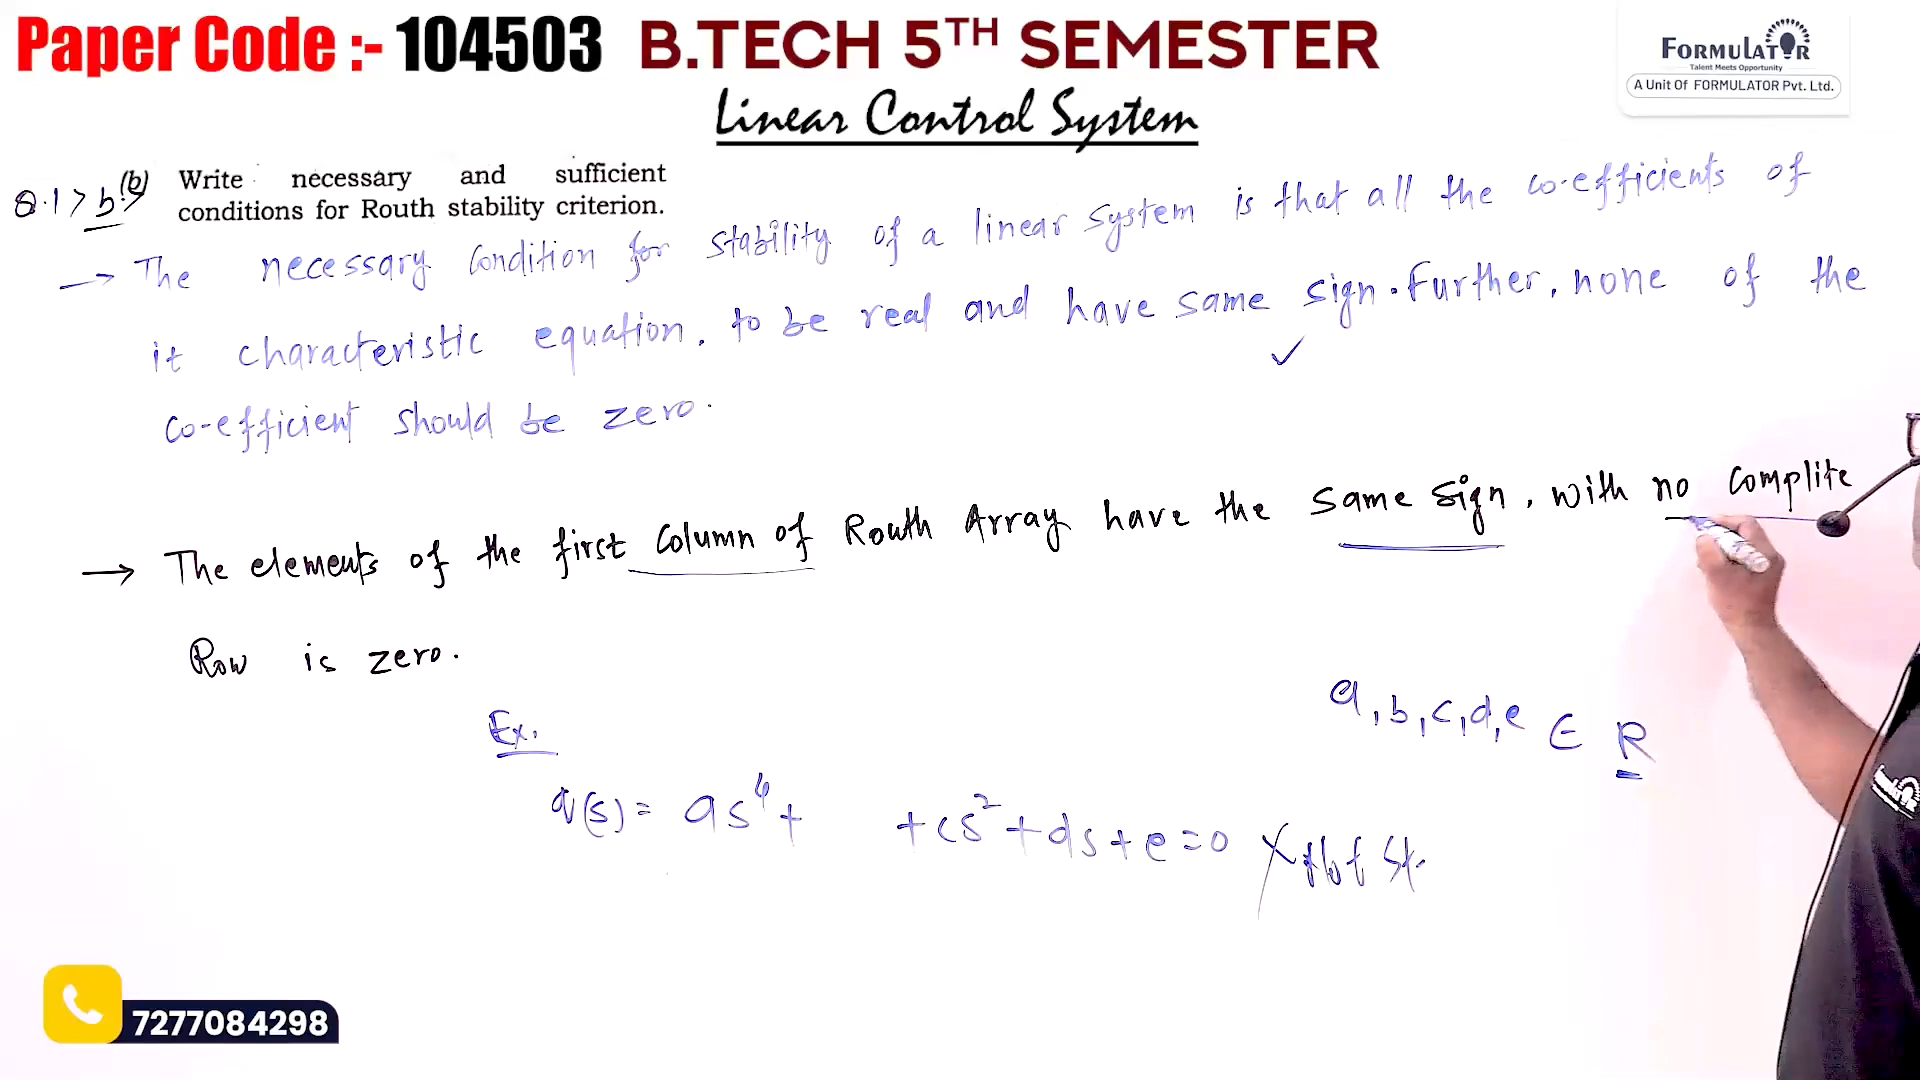 Paper Code :- 104503 B.TECH 5TH SEMESTER
FORMULATOR
Talent Meets Opportunity
A Unit Of FORMULATOR Pvt. Ltd.
Linear Control System
Q.1> b.> (b) Write necessary and sufficient
conditions for Routh stability criterion.
→ The necessary condition for stability of a linear system is that all the co-efficients of
it characteristic equation, to be real and have same sign. Further, none of the
co-efficient should be zero.
→ The elements of the first column of Routh Array have the same sign, with no complite
Row is zero.
a,b,c,d,e ∈ R
Ex.
q(s) = as⁴+ +cs²+ds+e=0 X Not St.
7277084298